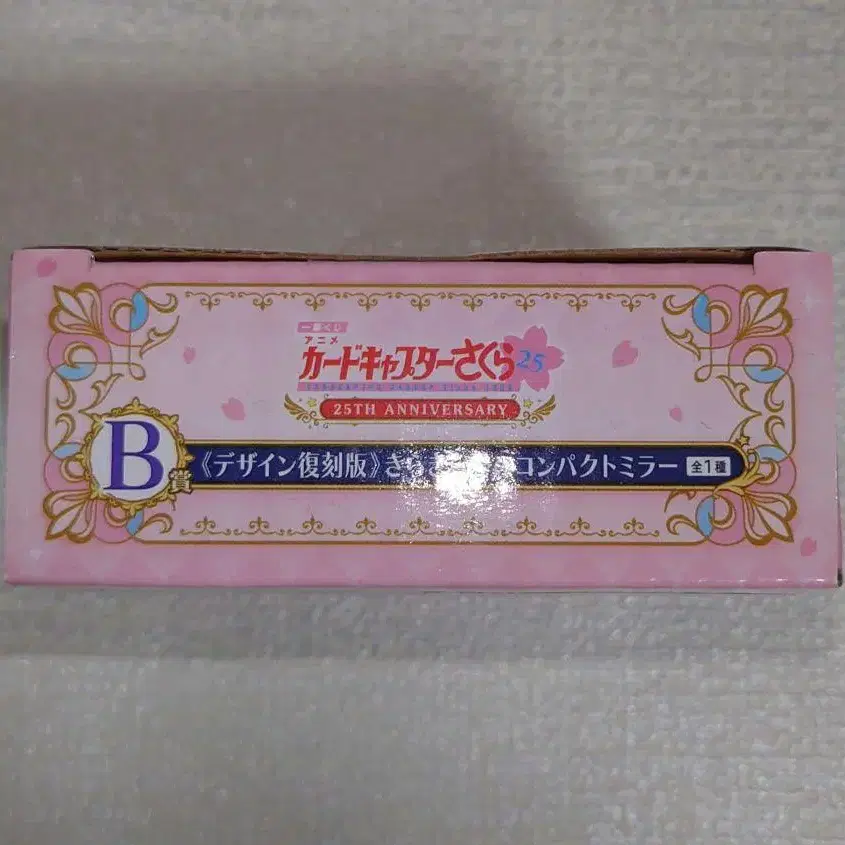 一番くじ
アニメ
カードキャプターさくら 25
25TH ANNIVERSARY
B賞 《デザイン復刻版》 コンパクトミラー 全1種